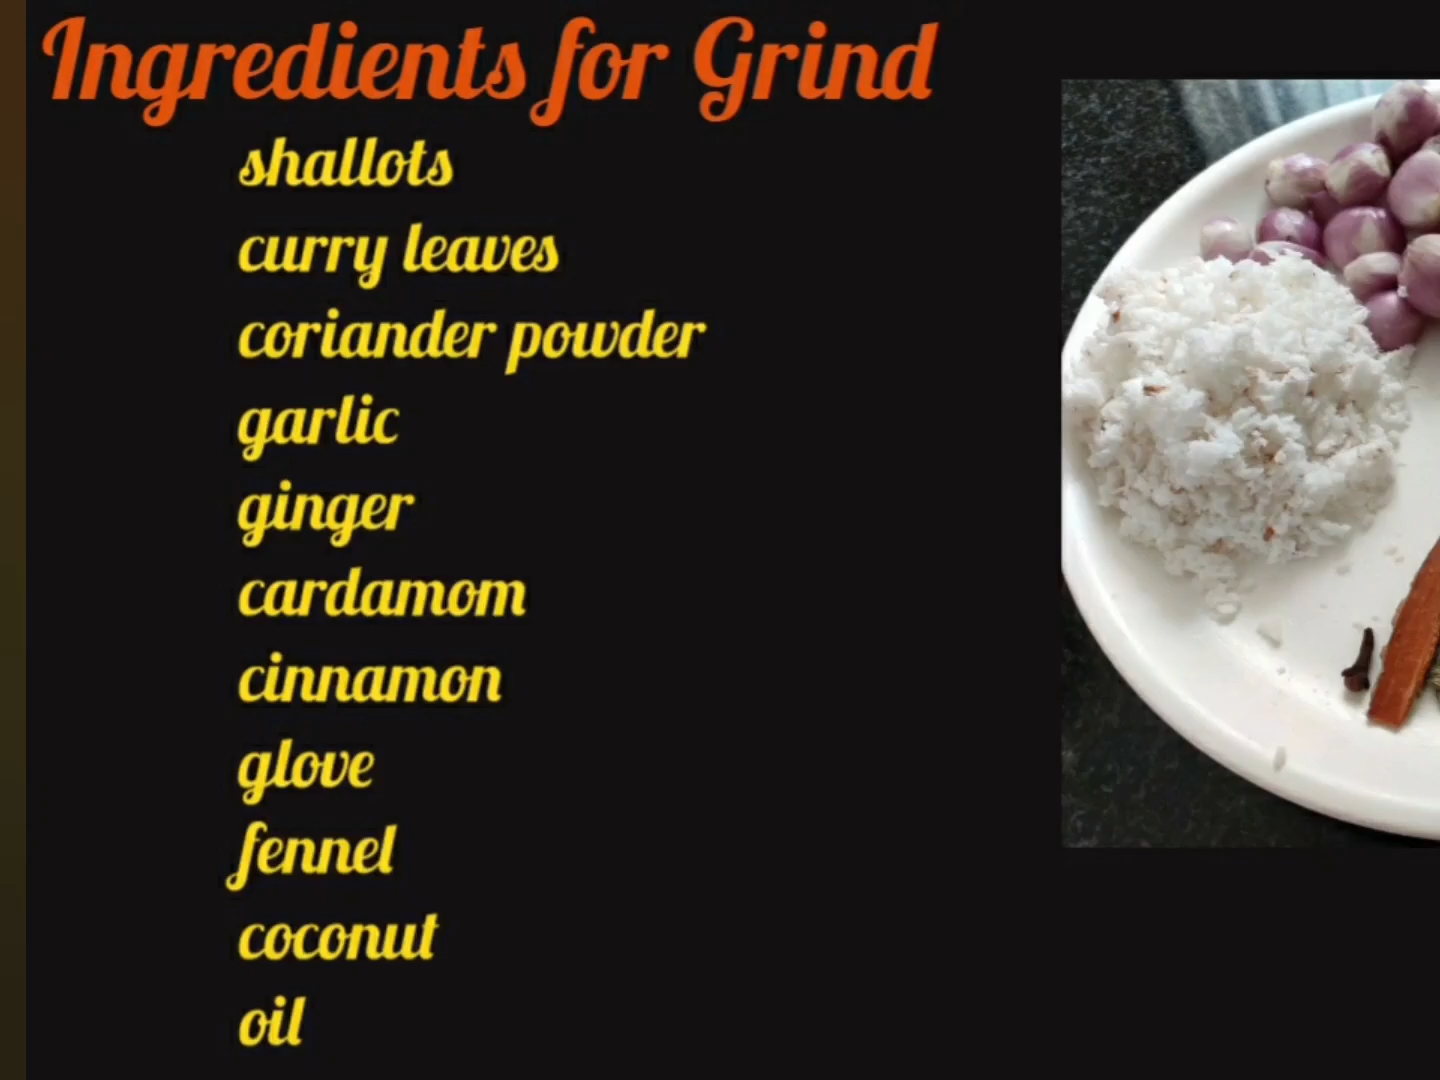 Ingredients for Grind
shallots
curry leaves
coriander powder
garlic
ginger
cardamom
cinnamon
glove
fennel
coconut
oil